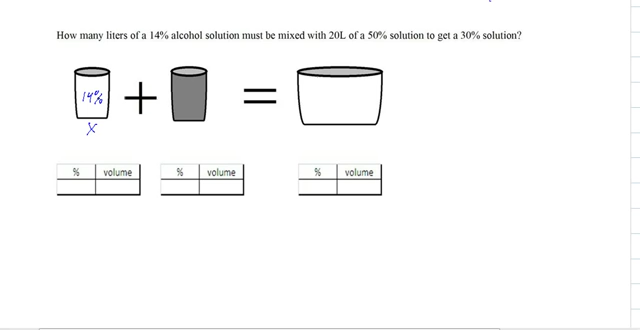 How many liters of a 14% alcohol solution must be mixed with 20L of a 50% solution to get a 30% solution?
14%
+
=
x
% volume
% volume
% volume